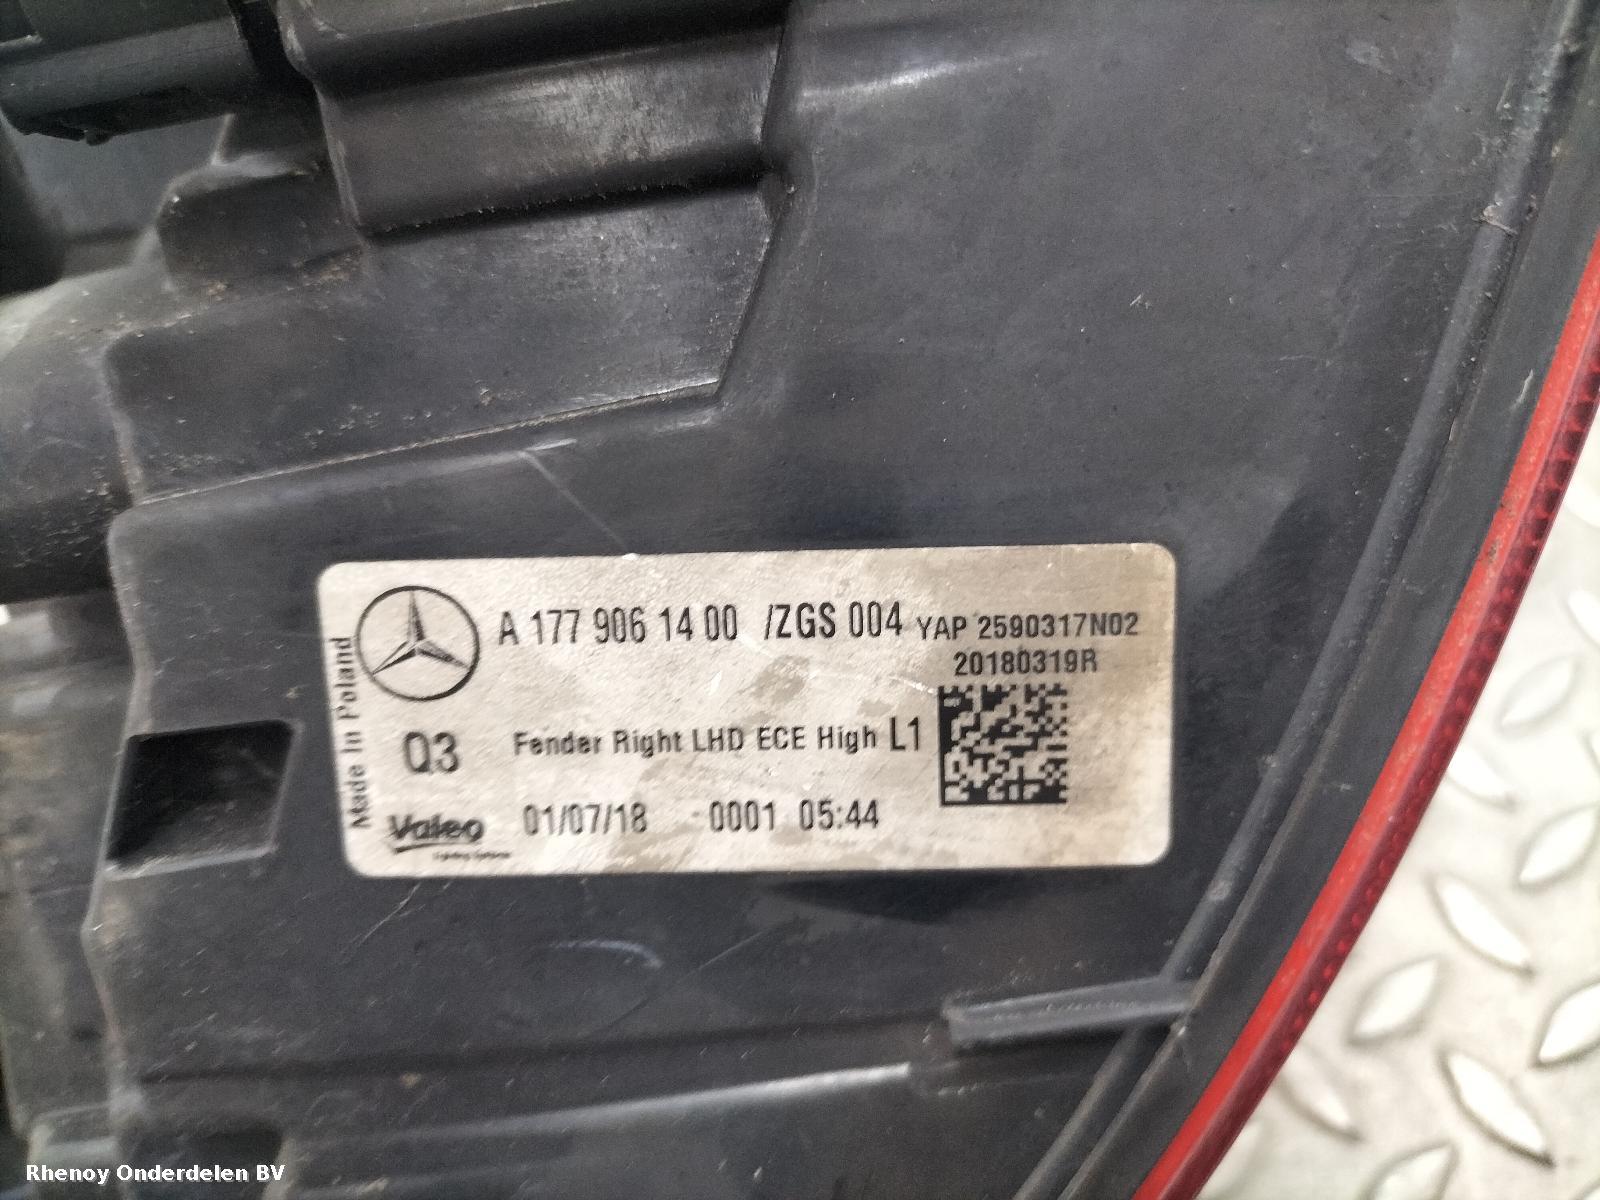 A 177 906 14 00 /ZGS 004 YAP 2590317N02
20180319R
Made In Poland
Q3 Fender Right LHD ECE High L1
Valeo 01/07/18 0001 05:44
Rhenoy Onderdelen BV